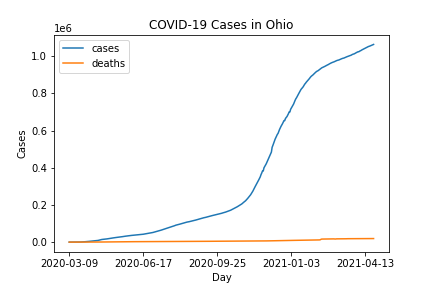 COVID-19 Cases in Ohio
1e6
cases
deaths
1.0
0.8
0.6
0.4
0.2
0.0
Cases
2020-03-09 2020-06-17 2020-09-25 2021-01-03 2021-04-13
Day